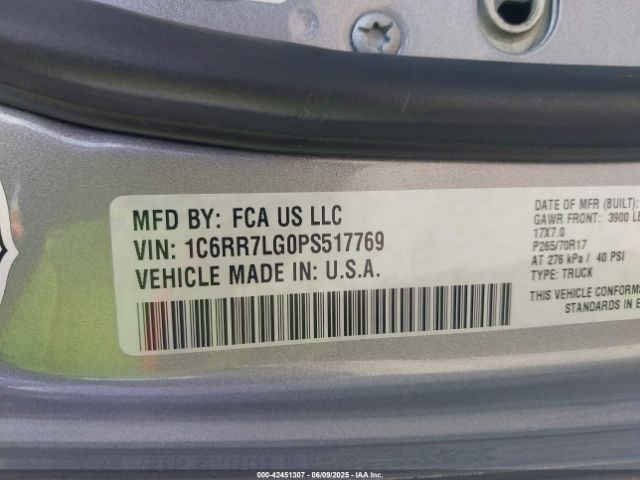 MFD BY: FCA US LLC
VIN: 1C6RR7LG0PS517769
VEHICLE MADE IN: U.S.A.
DATE OF MFR (BUILT):
GAWR FRONT: 3900 LB
17X7.0
P265/70R17
AT 276 kPa / 40 PSI
TYPE: TRUCK
THIS VEHICLE CONFORMS
STANDARDS IN E
000-42451307 - 06/09/2025 - IAA Inc.